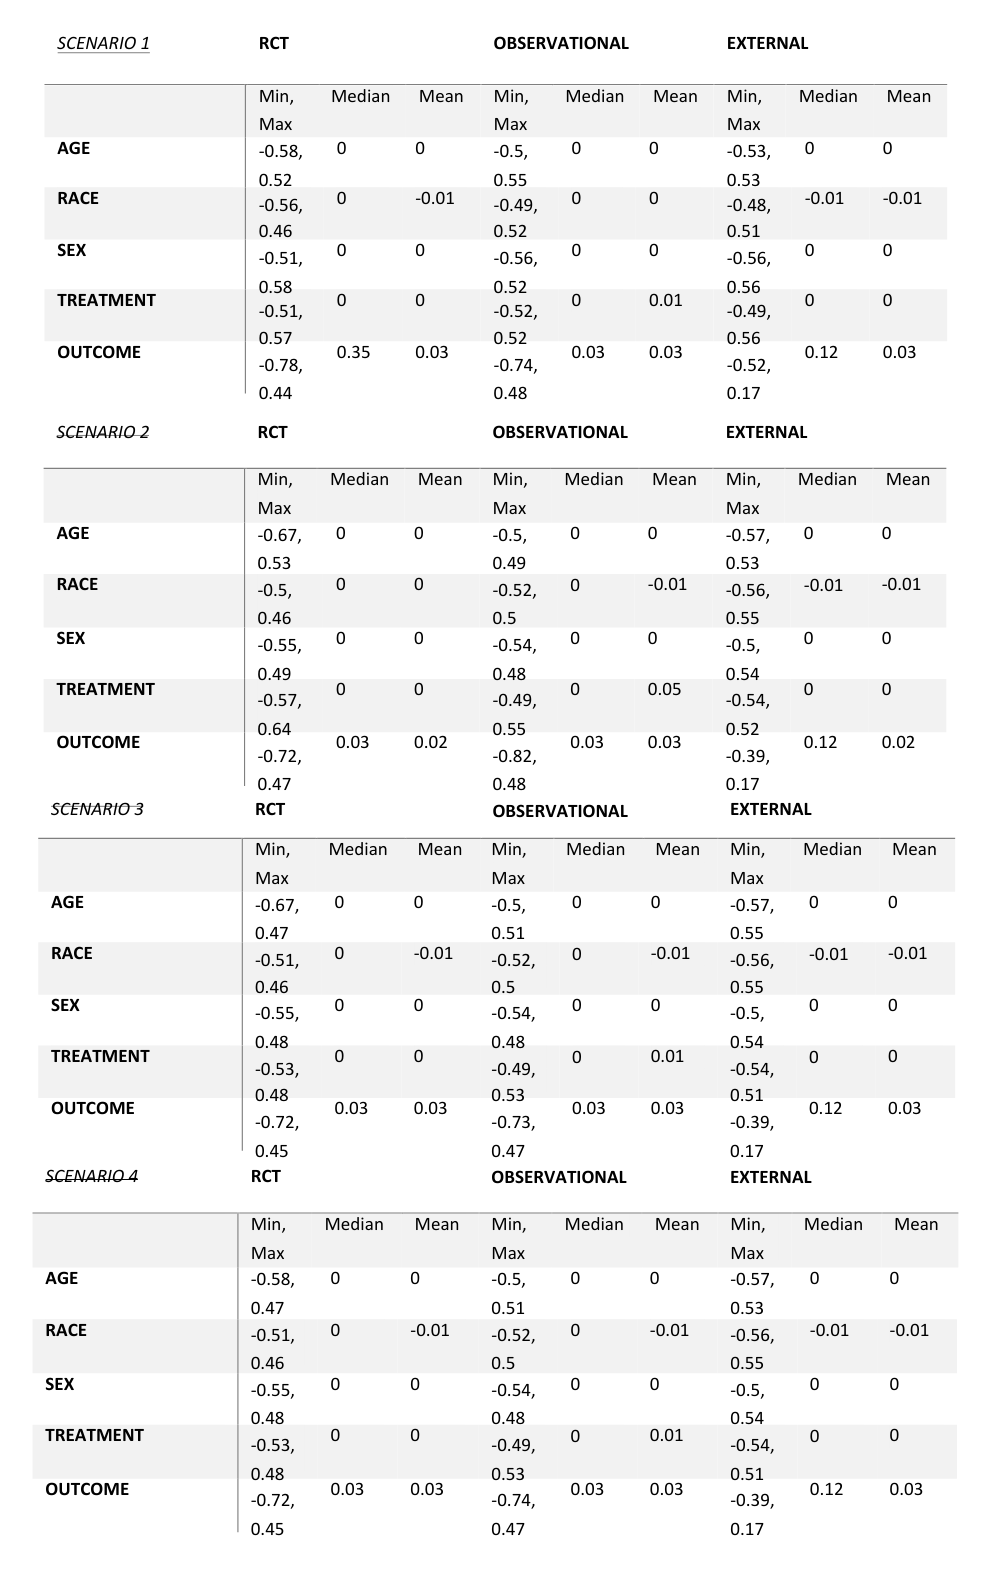 SCENARIO 1 RCT OBSERVATIONAL EXTERNAL
Min, Median Mean Min, Median Mean Min, Median Mean
Max Max Max
AGE -0.58, 0 0 -0.5, 0 0 -0.53, 0 0
0.52 0.55 0.53
RACE -0.56, 0 -0.01 -0.49, 0 0 -0.48, -0.01 -0.01
0.46 0.52 0.51
SEX -0.51, 0 0 -0.56, 0 0 -0.56, 0 0
0.58 0.52 0.56
TREATMENT -0.51, 0 0 -0.52, 0 0.01 -0.49, 0 0
0.57 0.52 0.56
OUTCOME -0.78, 0.35 0.03 -0.74, 0.03 0.03 -0.52, 0.12 0.03
0.44 0.48 0.17
SCENARIO 2 RCT OBSERVATIONAL EXTERNAL
Min, Median Mean Min, Median Mean Min, Median Mean
Max Max Max
AGE -0.67, 0 0 -0.5, 0 0 -0.57, 0 0
0.53 0.49 0.53
RACE -0.5, 0 0 -0.52, 0 -0.01 -0.56, -0.01 -0.01
0.46 0.5 0.55
SEX -0.55, 0 0 -0.54, 0 0 -0.5, 0 0
0.49 0.48 0.54
TREATMENT -0.57, 0 0 -0.49, 0 0.05 -0.54, 0 0
0.64 0.55 0.52
OUTCOME -0.72, 0.03 0.02 -0.82, 0.03 0.03 -0.39, 0.12 0.02
0.47 0.48 0.17
SCENARIO 3 RCT OBSERVATIONAL EXTERNAL
Min, Median Mean Min, Median Mean Min, Median Mean
Max Max Max
AGE -0.67, 0 0 -0.5, 0 0 -0.57, 0 0
0.47 0.51 0.55
RACE -0.51, 0 -0.01 -0.52, 0 -0.01 -0.56, -0.01 -0.01
0.46 0.5 0.55
SEX -0.55, 0 0 -0.54, 0 0 -0.5, 0 0
0.48 0.48 0.54
TREATMENT -0.53, 0 0 -0.49, 0 0.01 -0.54, 0 0
0.48 0.53 0.51
OUTCOME -0.72, 0.03 0.03 -0.73, 0.03 0.03 -0.39, 0.12 0.03
0.45 0.47 0.17
SCENARIO 4 RCT OBSERVATIONAL EXTERNAL
Min, Median Mean Min, Median Mean Min, Median Mean
Max Max Max
AGE -0.58, 0 0 -0.5, 0 0 -0.57, 0 0
0.47 0.51 0.53
RACE -0.51, 0 -0.01 -0.52, 0 -0.01 -0.56, -0.01 -0.01
0.46 0.5 0.55
SEX -0.55, 0 0 -0.54, 0 0 -0.5, 0 0
0.48 0.48 0.54
TREATMENT -0.53, 0 0 -0.49, 0 0.01 -0.54, 0 0
0.48 0.53 0.51
OUTCOME -0.72, 0.03 0.03 -0.74, 0.03 0.03 -0.39, 0.12 0.03
0.45 0.47 0.17